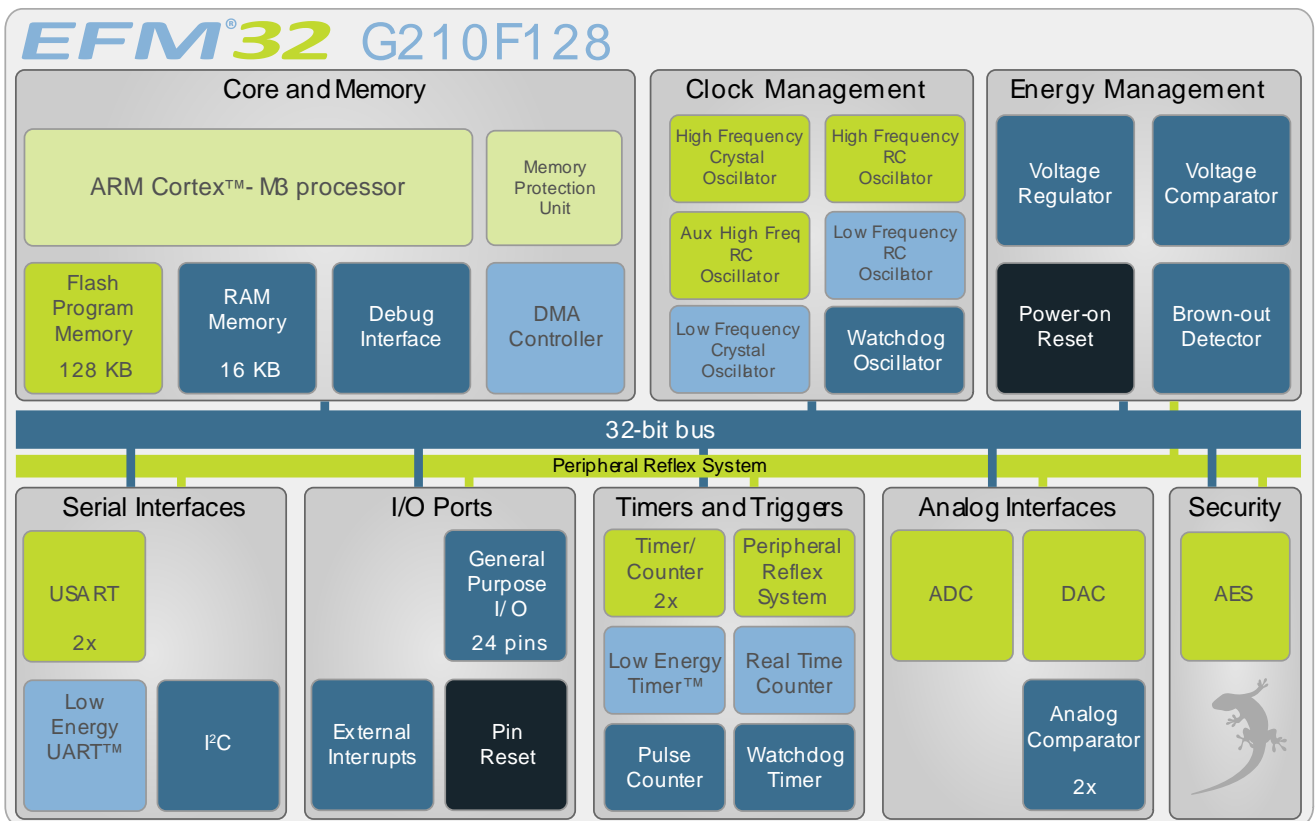 EFM®32 G210F128
Core and Memory
ARM Cortex™- M3 processor
Memory
Protection
Unit
Flash
Program
Memory
128 KB
RAM
Memory
16 KB
Debug
Interface
DMA
Controller
Clock Management
High Frequency
Crystal
Oscillator
High Frequency
RC
Oscillator
Aux High Freq
RC
Oscillator
Low Frequency
RC
Oscillator
Low Frequency
Crystal
Oscillator
Watchdog
Oscillator
Energy Management
Voltage
Regulator
Voltage
Comparator
Power-on
Reset
Brown-out
Detector
32-bit bus
Peripheral Reflex System
Serial Interfaces
USART
2x
Low
Energy
UART™
I²C
I/O Ports
General
Purpose
I/ O
24 pins
External
Interrupts
Pin
Reset
Timers and Triggers
Timer/
Counter
2x
Peripheral
Reflex
System
Low Energy
Timer™
Real Time
Counter
Pulse
Counter
Watchdog
Timer
Analog Interfaces
ADC
DAC
Analog
Comparator
2x
Security
AES